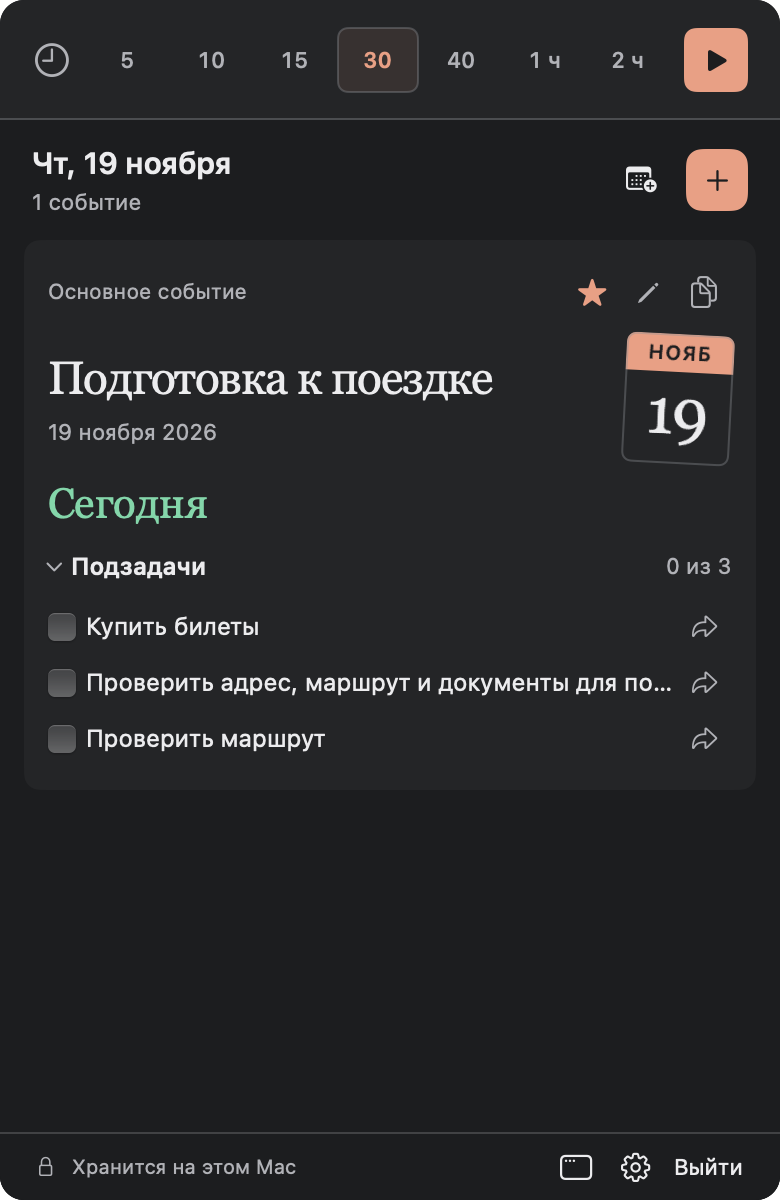 5 10 15 30 40 1 ч 2 ч
Чт, 19 ноября
1 событие
Основное событие
Подготовка к поездке
19 ноября 2026
НОЯБ
19
Сегодня
Подзадачи 0 из 3
Купить билеты
Проверить адрес, маршрут и документы для по...
Проверить маршрут
Хранится на этом Mac Выйти